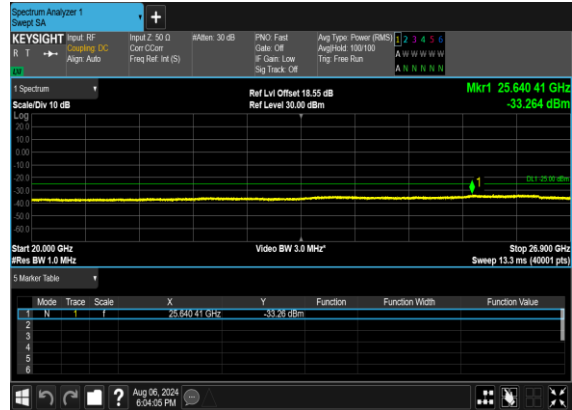 Spectrum Analyzer 1
Swept SA
+
KEYSIGHT Input: RF Input Z: 50 Ω #Atten: 30 dB PNO: Fast Avg Type: Power (RMS) 1 2 3 4 5 6
R T Coupling: DC Corr CCorr Gate: Off Avg|Hold: 100/100 A W W W W W
Align: Auto Freq Ref: Int (S) IF Gain: Low Trig: Free Run
Sig Track: Off A N N N N N
1 Spectrum Ref Lvl Offset 18.55 dB Mkr1 25.640 41 GHz
Scale/Div 10 dB Ref Level 30.00 dBm -33.264 dBm
Log
20.0
10.0
0.00
-10.0
-20.0
DL1 -25.00 dBm
1
-30.0
-40.0
-50.0
-60.0
Start 20.000 GHz Video BW 3.0 MHz* Stop 26.900 GHz
#Res BW 1.0 MHz Sweep 13.3 ms (40001 pts)
5 Marker Table
Mode Trace Scale X Y Function Function Width Function Value
1 N 1 f 25.640 41 GHz -33.26 dBm
2
3
4
5
6
? Aug 06, 2024
6:04:05 PM